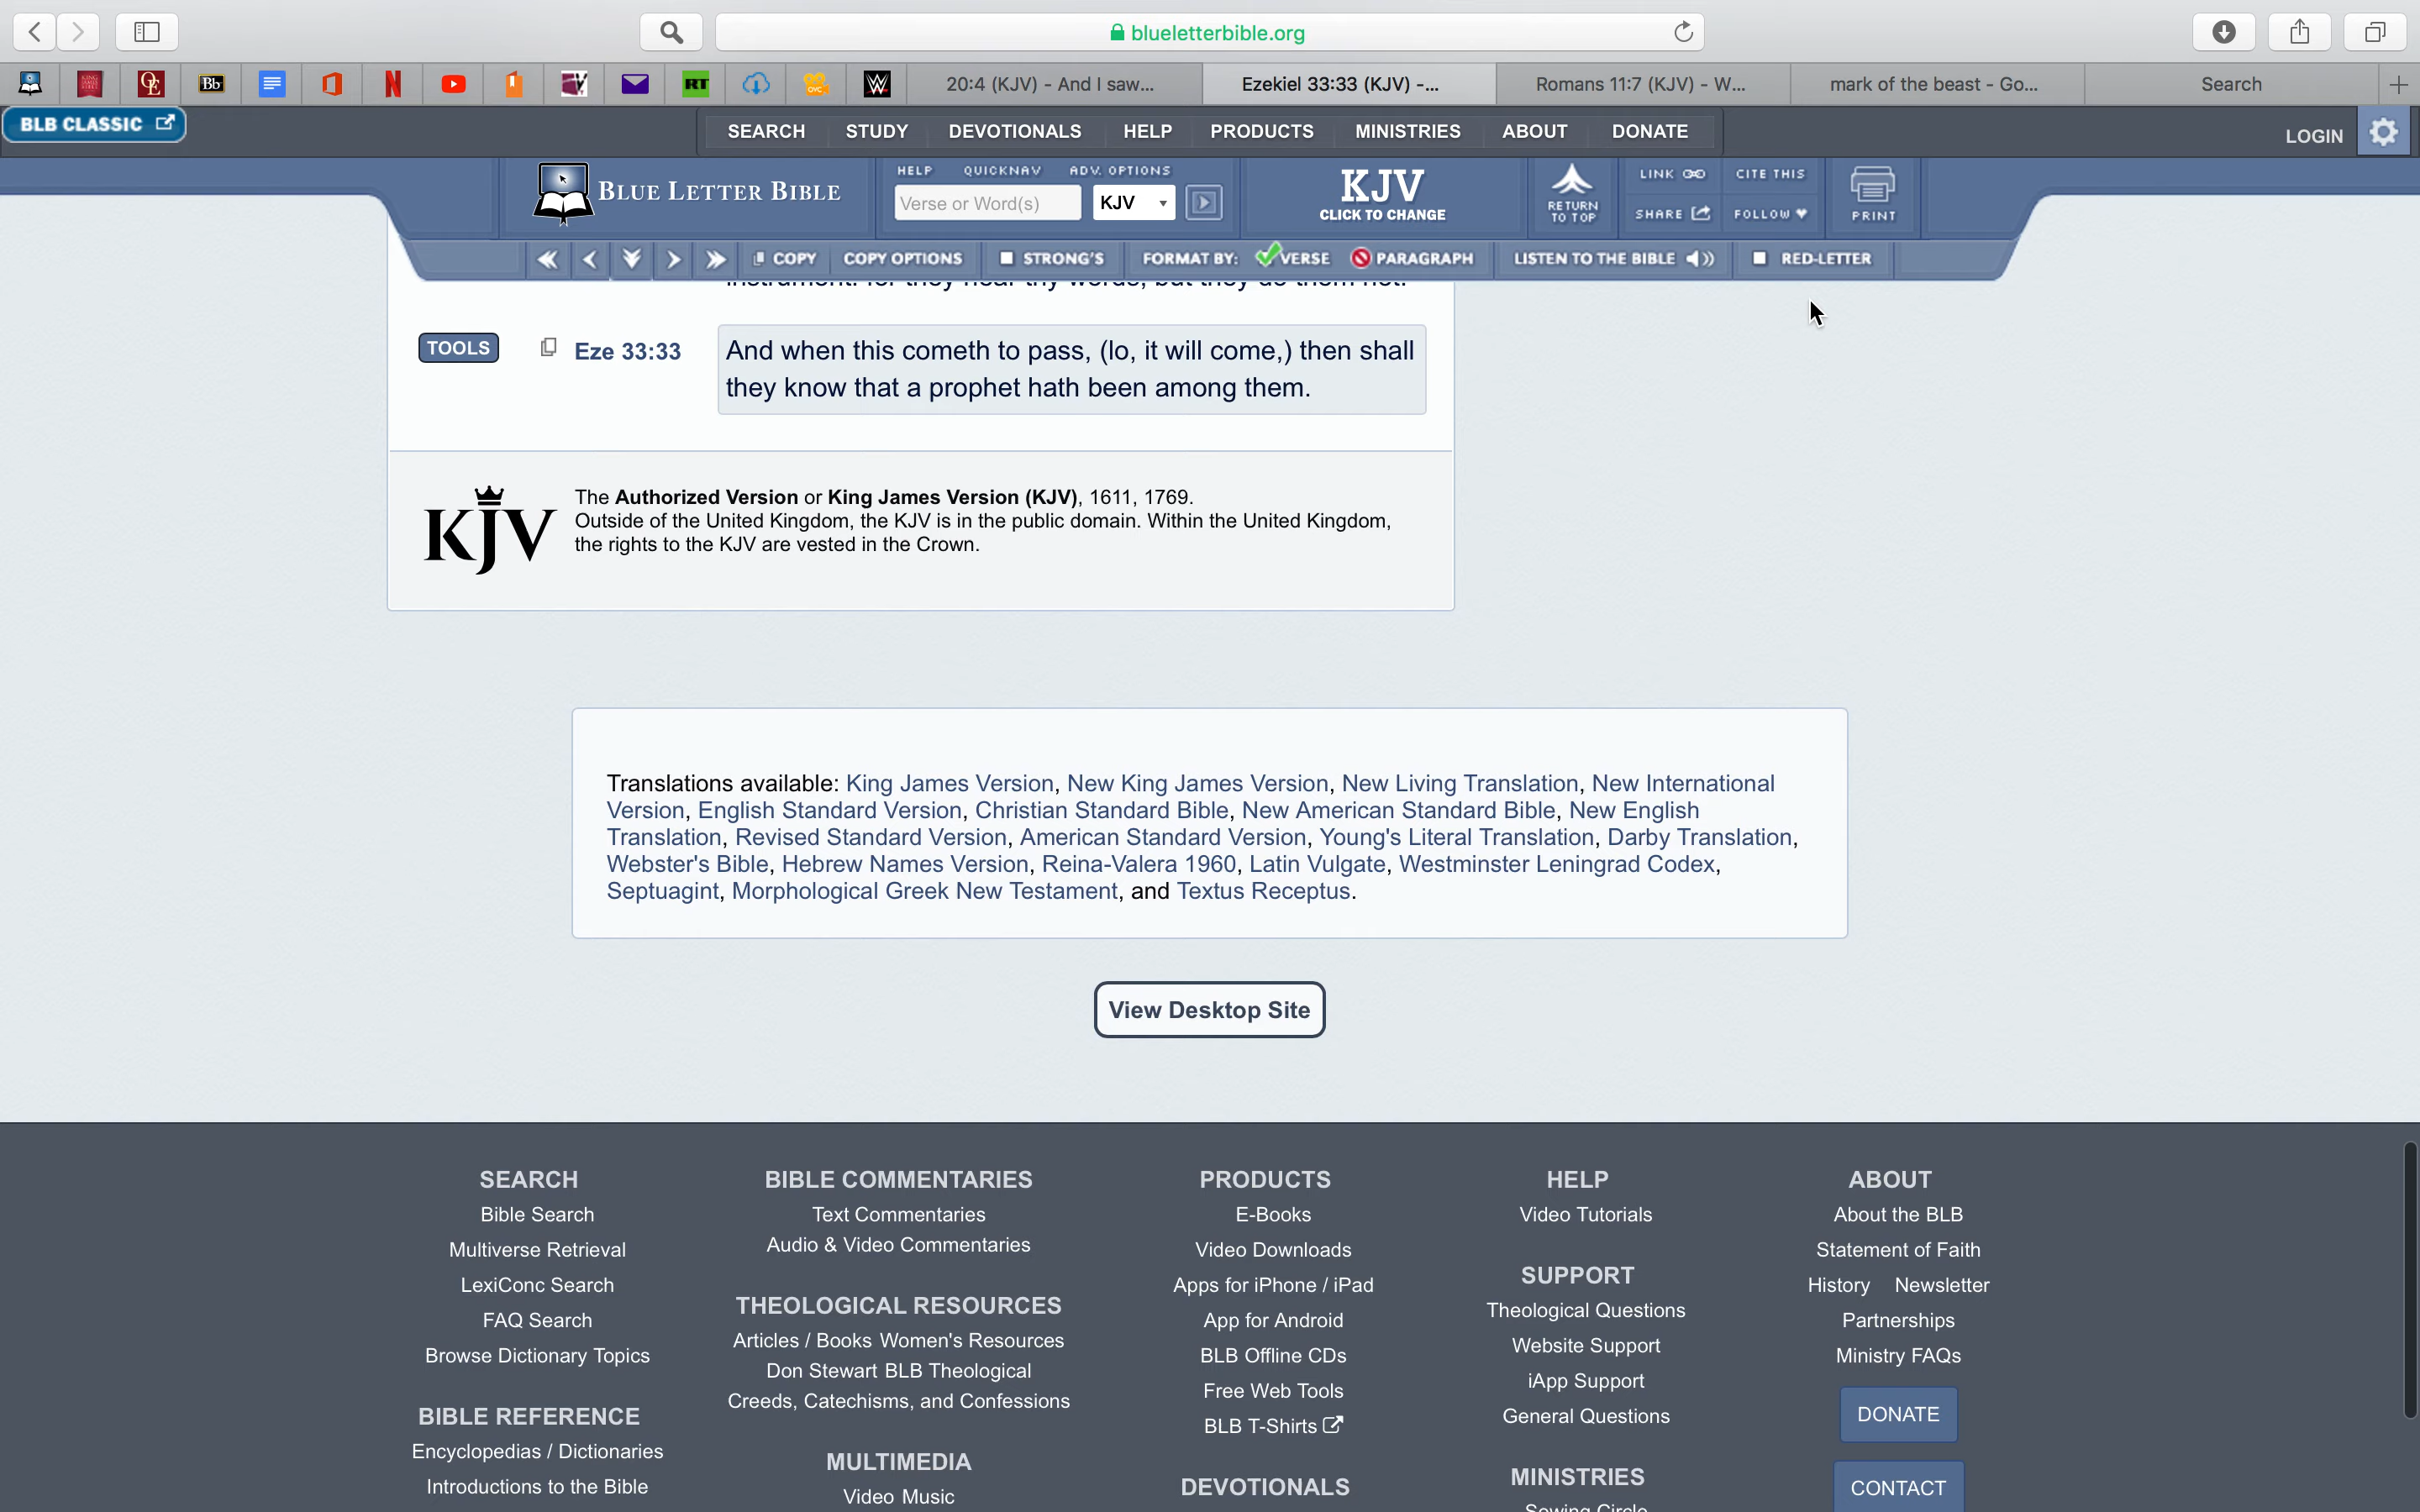 blueletterbible.org
20:4 (KJV) - And I saw...
Ezekiel 33:33 (KJV) -...
Romans 11:7 (KJV) - W...
mark of the beast - Go...
Search
BLB CLASSIC
SEARCH STUDY DEVOTIONALS HELP PRODUCTS MINISTRIES ABOUT DONATE
LOGIN
BLUE LETTER BIBLE
HELP QUICKNAV ADV. OPTIONS
Verse or Word(s)
KJV
KJV
CLICK TO CHANGE
RETURN
TO TOP
LINK CITE THIS
SHARE FOLLOW
PRINT
COPY COPY OPTIONS STRONG'S FORMAT BY: VERSE PARAGRAPH LISTEN TO THE BIBLE RED-LETTER
instrument: for they hear thy words, but they do them not.
TOOLS
Eze 33:33
And when this cometh to pass, (lo, it will come,) then shall
they know that a prophet hath been among them.
KJV
The Authorized Version or King James Version (KJV), 1611, 1769.
Outside of the United Kingdom, the KJV is in the public domain. Within the United Kingdom,
the rights to the KJV are vested in the Crown.
Translations available: King James Version, New King James Version, New Living Translation, New International
Version, English Standard Version, Christian Standard Bible, New American Standard Bible, New English
Translation, Revised Standard Version, American Standard Version, Young's Literal Translation, Darby Translation,
Webster's Bible, Hebrew Names Version, Reina-Valera 1960, Latin Vulgate, Westminster Leningrad Codex,
Septuagint, Morphological Greek New Testament, and Textus Receptus.
View Desktop Site
SEARCH
Bible Search
Multiverse Retrieval
LexiConc Search
FAQ Search
Browse Dictionary Topics
BIBLE REFERENCE
Encyclopedias / Dictionaries
Introductions to the Bible
BIBLE COMMENTARIES
Text Commentaries
Audio & Video Commentaries
THEOLOGICAL RESOURCES
Articles / Books Women's Resources
Don Stewart BLB Theological
Creeds, Catechisms, and Confessions
MULTIMEDIA
Video Music
PRODUCTS
E-Books
Video Downloads
Apps for iPhone / iPad
App for Android
BLB Offline CDs
Free Web Tools
BLB T-Shirts
DEVOTIONALS
HELP
Video Tutorials
SUPPORT
Theological Questions
Website Support
iApp Support
General Questions
MINISTRIES
Sewing Circle
ABOUT
About the BLB
Statement of Faith
History Newsletter
Partnerships
Ministry FAQs
DONATE
CONTACT